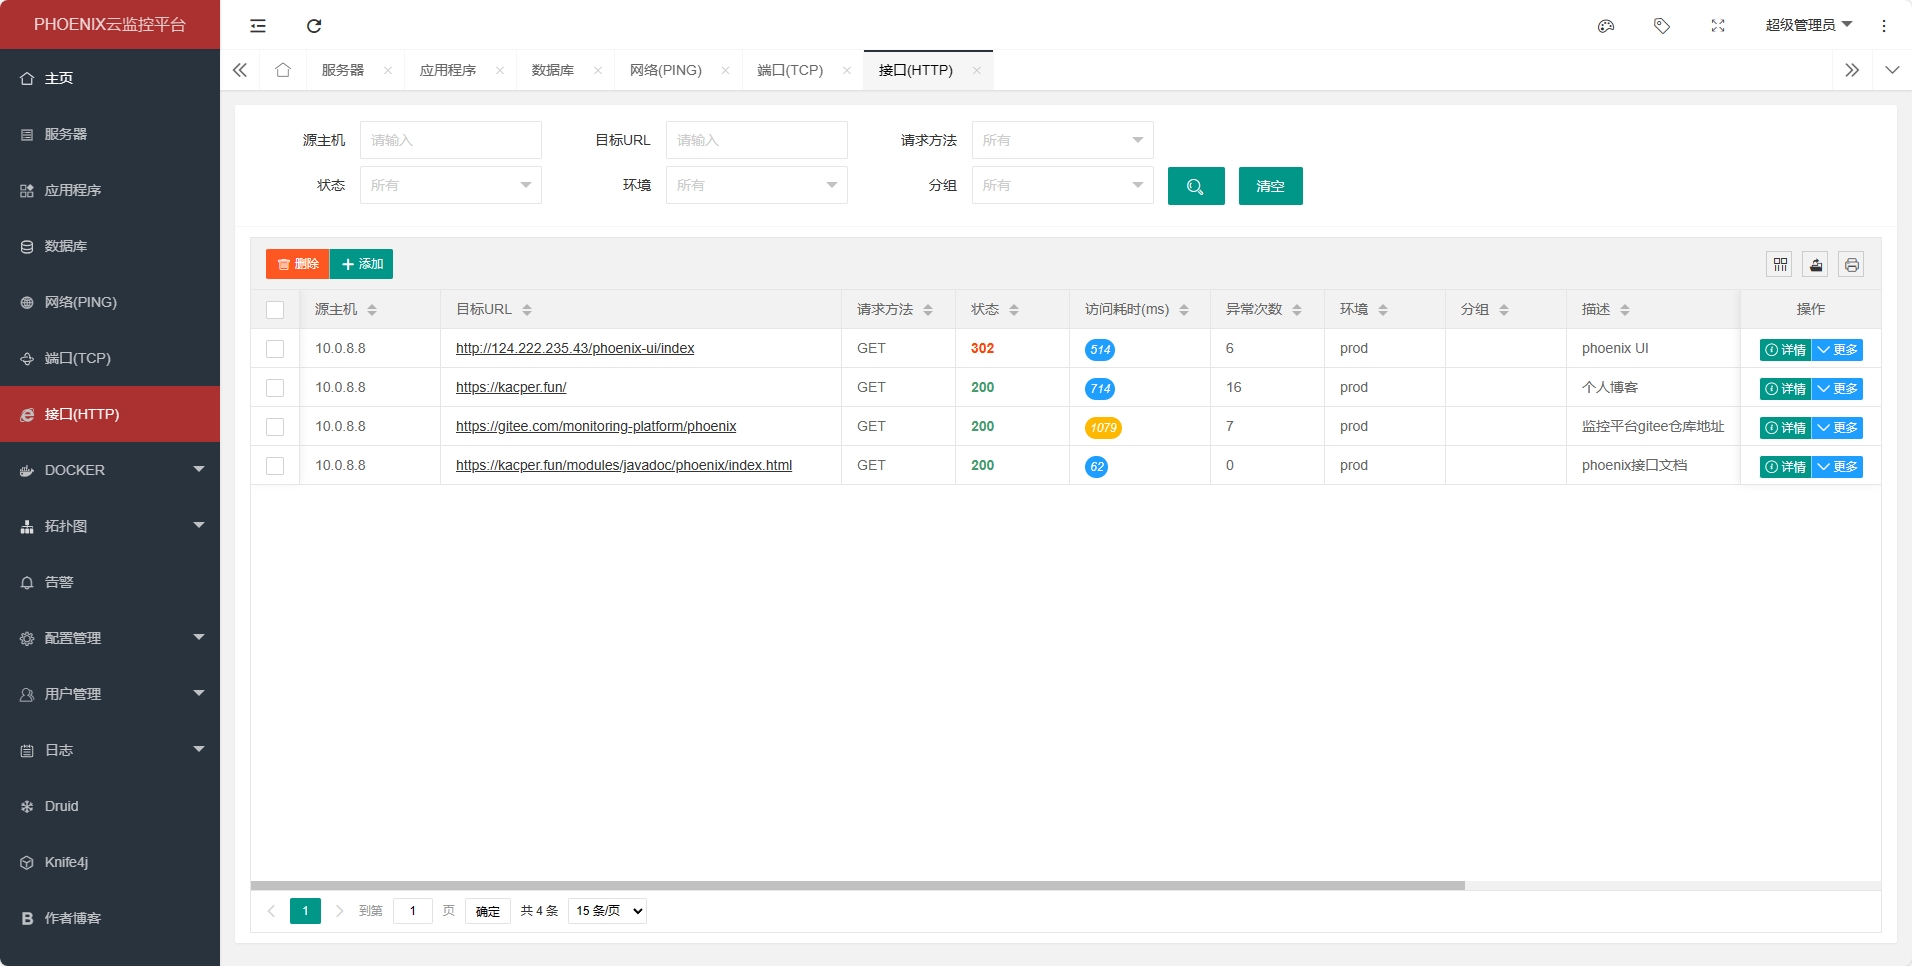 PHOENIX云监控平台
超级管理员
主页
服务器
应用程序
数据库
网络(PING)
端口(TCP)
接口(HTTP)
DOCKER
拓扑图
告警
配置管理
用户管理
日志
Druid
Knife4j
作者博客
服务器 应用程序 数据库 网络(PING) 端口(TCP) 接口(HTTP)
源主机 请输入 目标URL 请输入 请求方法 所有
状态 所有 环境 所有 分组 所有 清空
删除 添加
源主机 目标URL 请求方法 状态 访问耗时(ms) 异常次数 环境 分组 描述 操作
10.0.8.8 http://124.222.235.43/phoenix-ui/index GET 302 514 6 prod phoenix UI 详情 更多
10.0.8.8 https://kacper.fun/ GET 200 714 16 prod 个人博客 详情 更多
10.0.8.8 https://gitee.com/monitoring-platform/phoenix GET 200 1079 7 prod 监控平台gitee仓库地址 详情 更多
10.0.8.8 https://kacper.fun/modules/javadoc/phoenix/index.html GET 200 62 0 prod phoenix接口文档 详情 更多
1 到第 1 页 确定 共 4 条 15 条/页